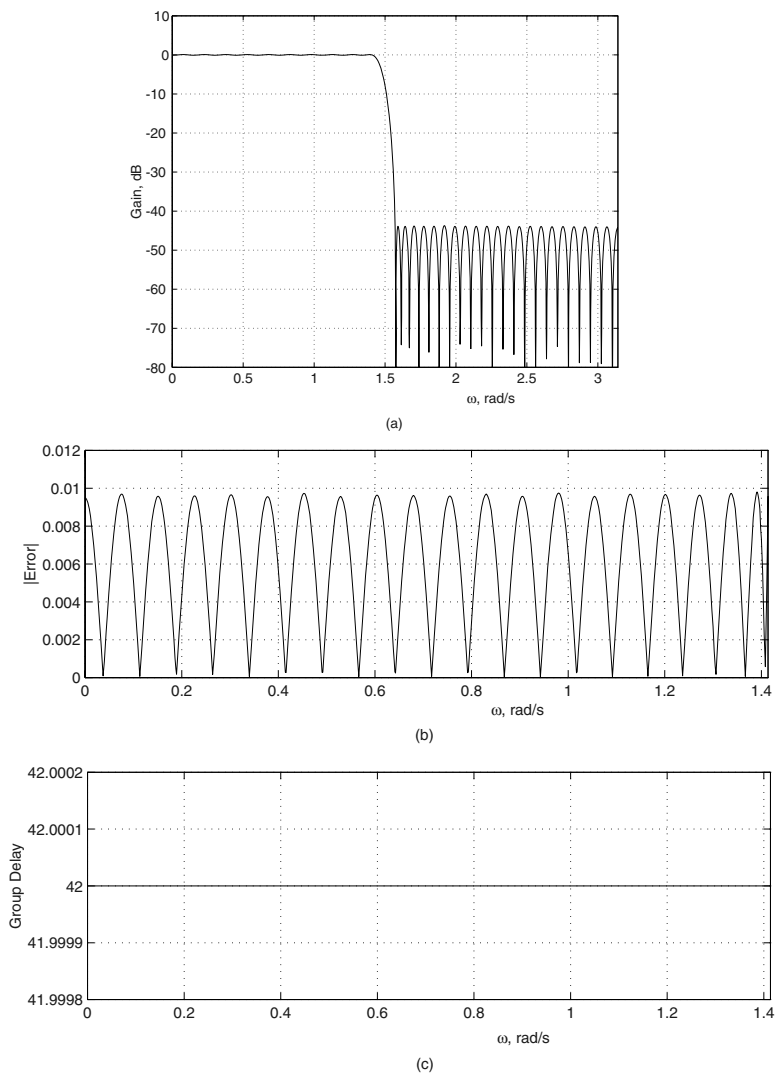 10
0
-10
-20
-30
-40
-50
-60
-70
-80
Gain, dB
0 0.5 1 1.5 2 2.5 3
ω, rad/s
(a)
0.012
0.01
0.008
0.006
0.004
0.002
0
|Error|
0 0.2 0.4 0.6 0.8 1 1.2 1.4
ω, rad/s
(b)
42.0002
42.0001
42
41.9999
41.9998
Group Delay
0 0.2 0.4 0.6 0.8 1 1.2 1.4
ω, rad/s
(c)